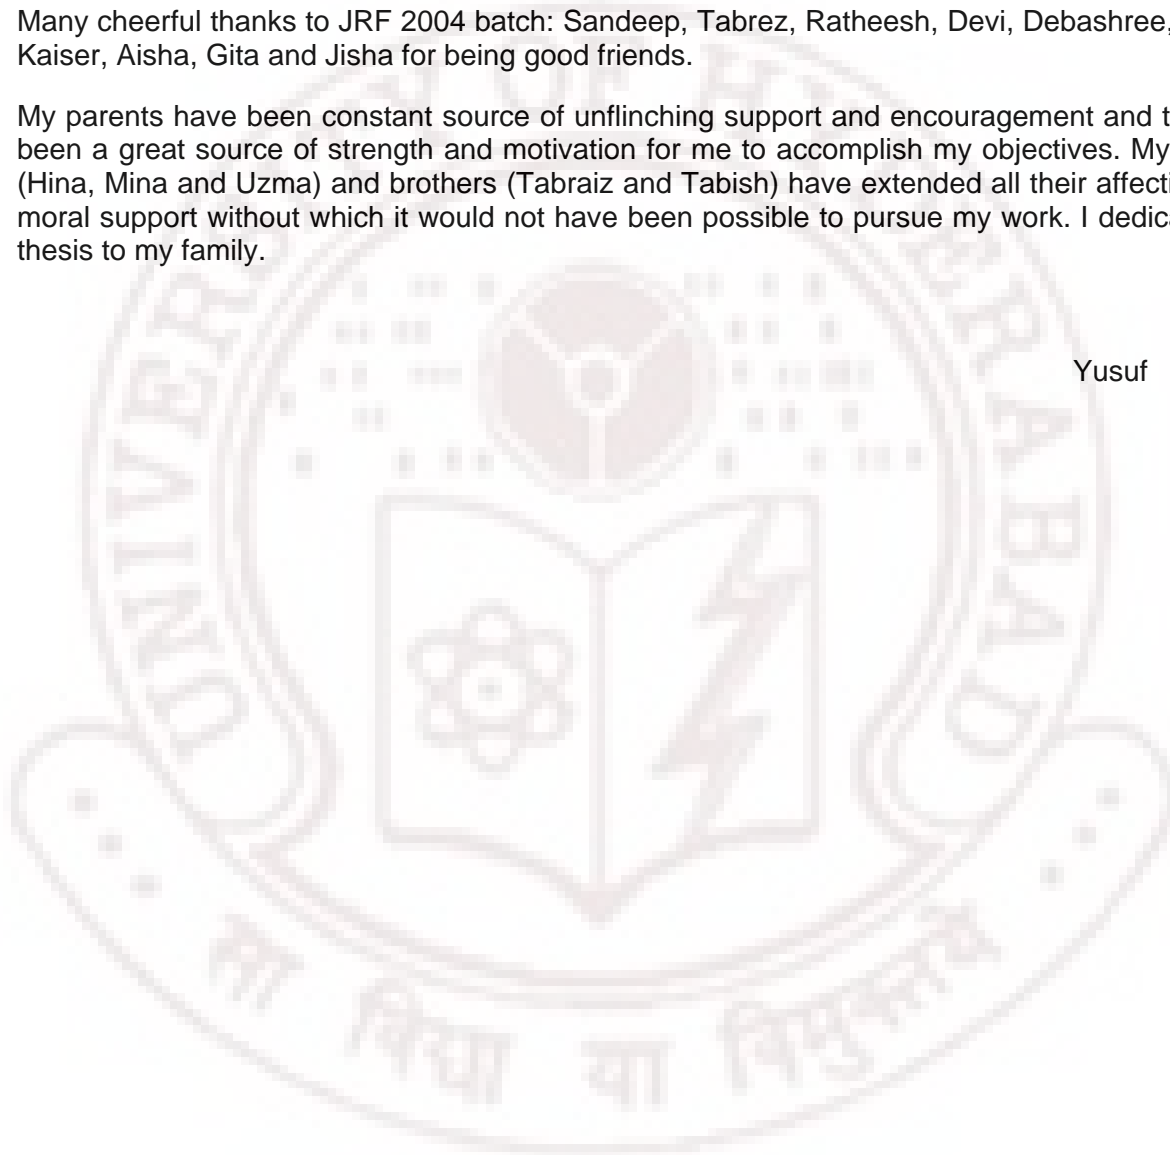 Many cheerful thanks to JRF 2004 batch: Sandeep, Tabrez, Ratheesh, Devi, Debashree,
Kaiser, Aisha, Gita and Jisha for being good friends.
My parents have been constant source of unflinching support and encouragement and t
been a great source of strength and motivation for me to accomplish my objectives. My
(Hina, Mina and Uzma) and brothers (Tabraiz and Tabish) have extended all their affecti
moral support without which it would not have been possible to pursue my work. I dedica
thesis to my family.
Yusuf
UNIVERSITY OF HYDERABAD
सा विद्या या विमुक्तये